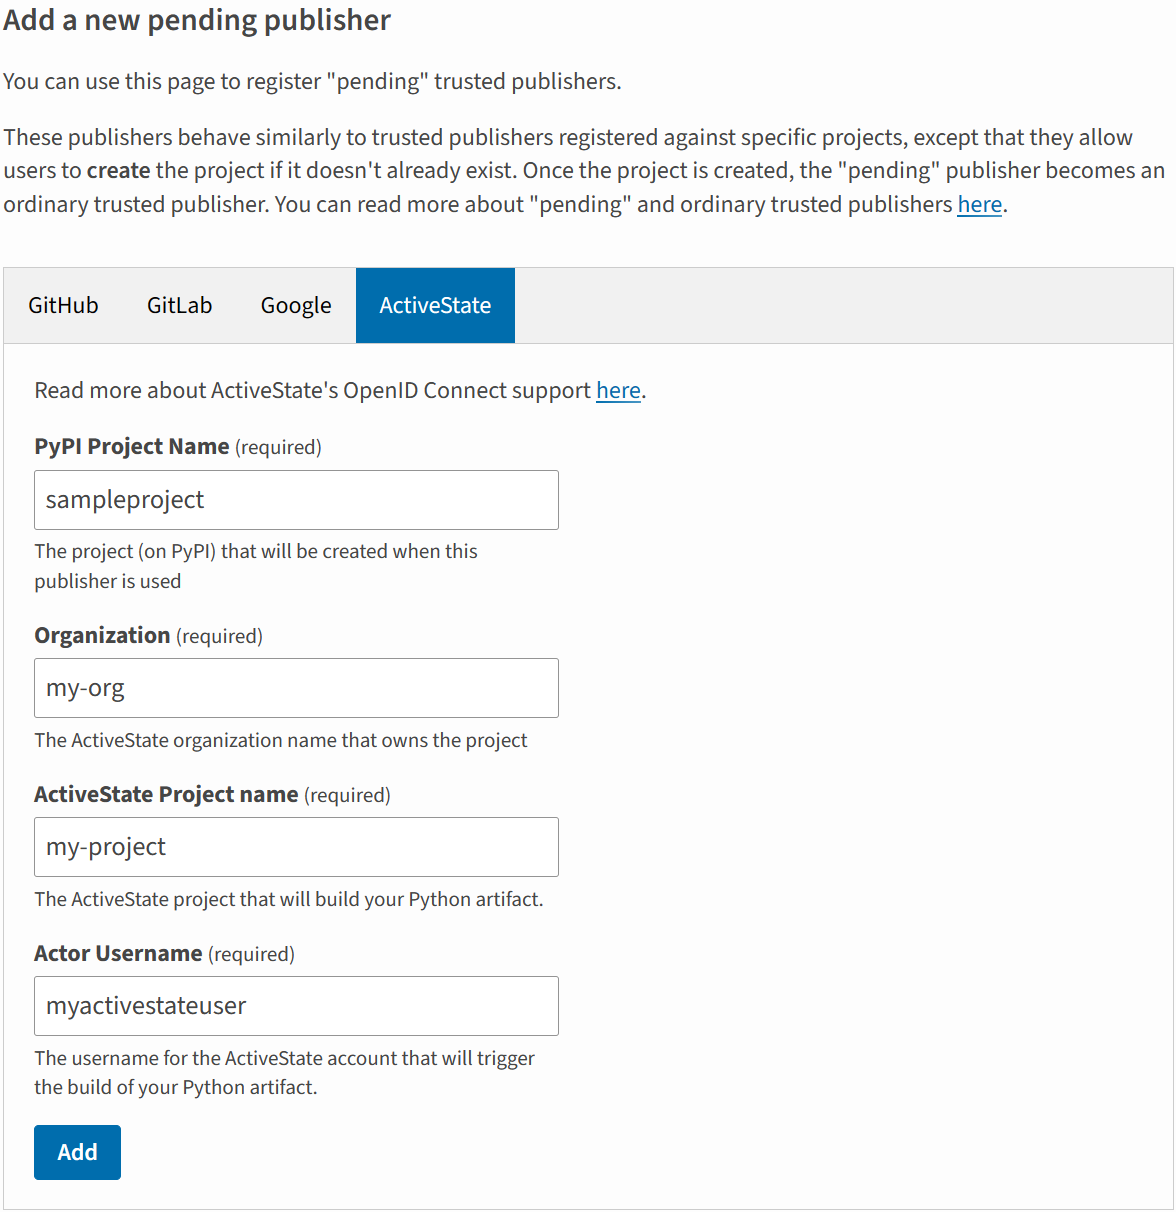 Add a new pending publisher
You can use this page to register "pending" trusted publishers.
These publishers behave similarly to trusted publishers registered against specific projects, except that they allow
users to create the project if it doesn't already exist. Once the project is created, the "pending" publisher becomes an
ordinary trusted publisher. You can read more about "pending" and ordinary trusted publishers here.
GitHub GitLab Google ActiveState
Read more about ActiveState's OpenID Connect support here.
PyPI Project Name (required)
sampleproject
The project (on PyPI) that will be created when this
publisher is used
Organization (required)
my-org
The ActiveState organization name that owns the project
ActiveState Project name (required)
my-project
The ActiveState project that will build your Python artifact.
Actor Username (required)
myactivestateuser
The username for the ActiveState account that will trigger
the build of your Python artifact.
Add